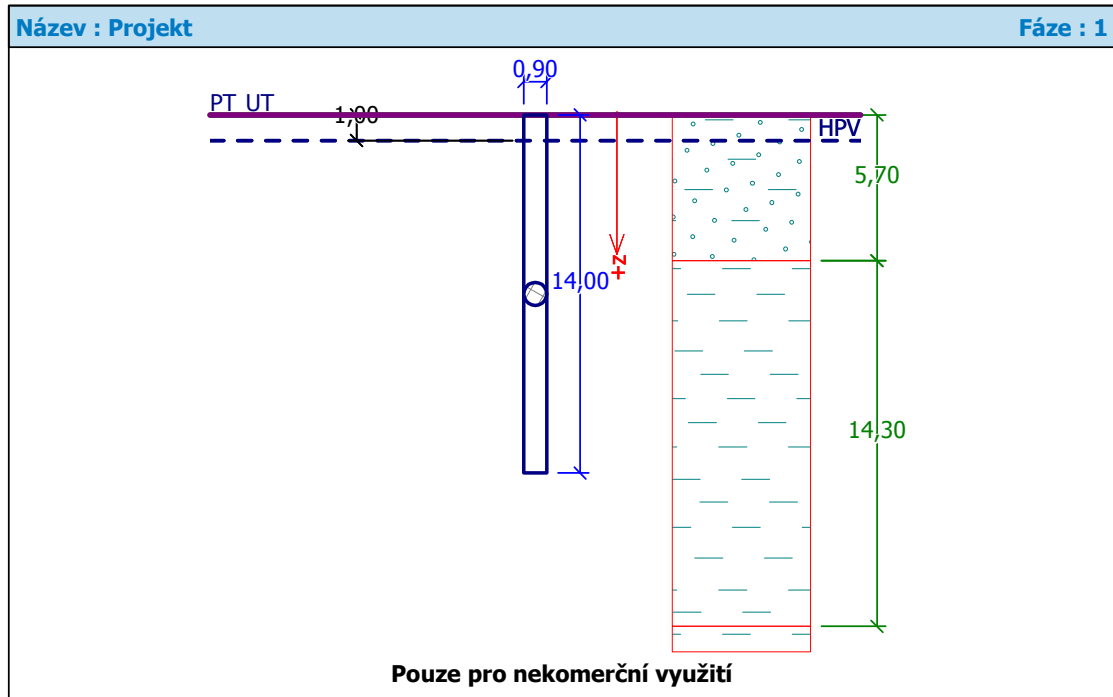 Název : Projekt Fáze : 1
0,90
PT UT
1,00
HPV
5,70
+z
14,00
14,30
Pouze pro nekomerční využití